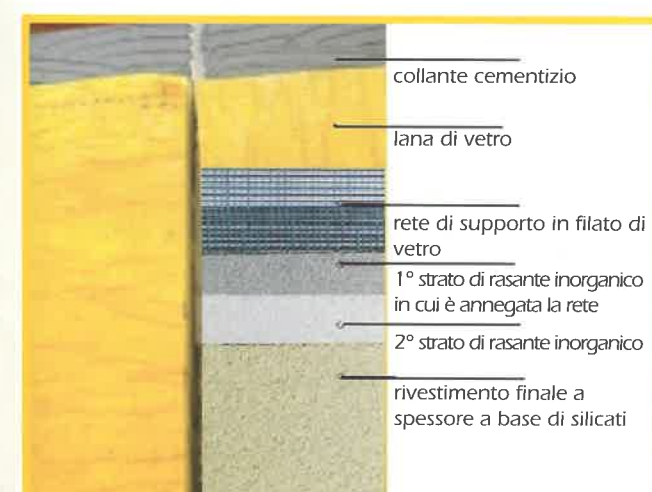 collante cementizio
lana di vetro
rete di supporto in filato di
vetro
1° strato di rasante inorganico
in cui è annegata la rete
2° strato di rasante inorganico
rivestimento finale a
spessore a base di silicati